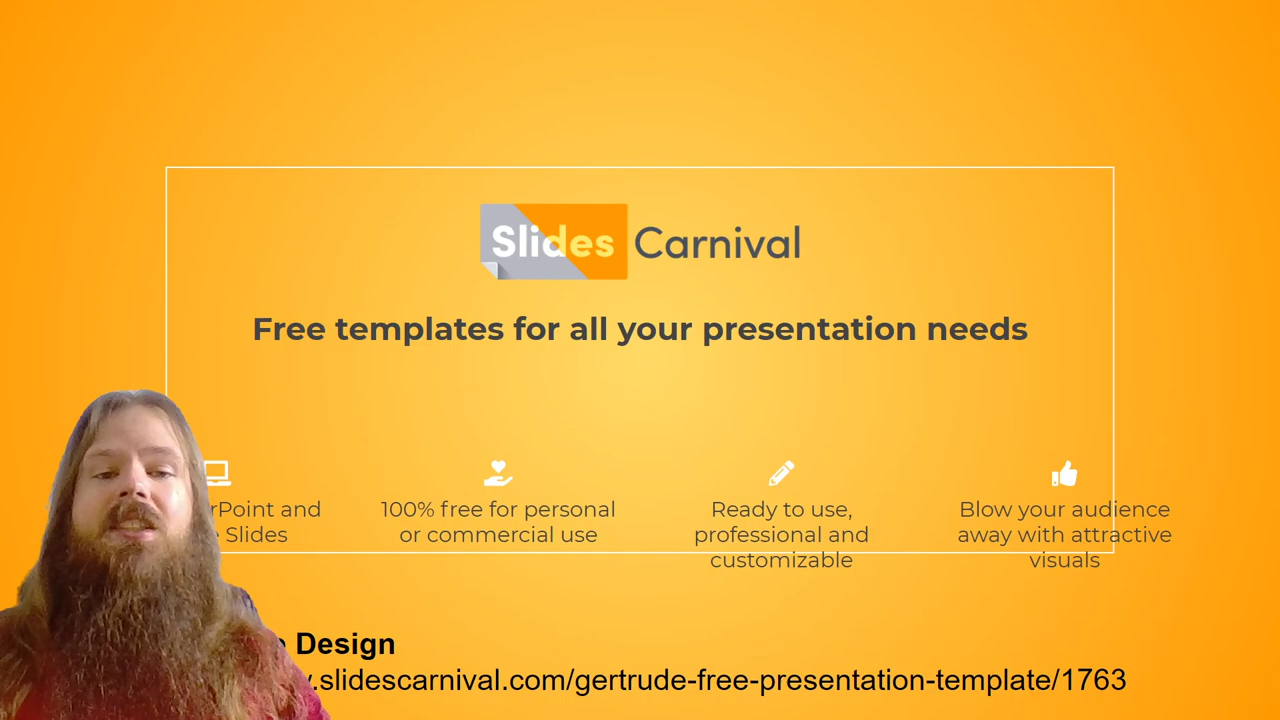 Slides Carnival
Free templates for all your presentation needs
rPoint and
Slides
100% free for personal
or commercial use
Ready to use,
professional and
customizable
Blow your audience
away with attractive
visuals
Design
.slidescarnival.com/gertrude-free-presentation-template/1763